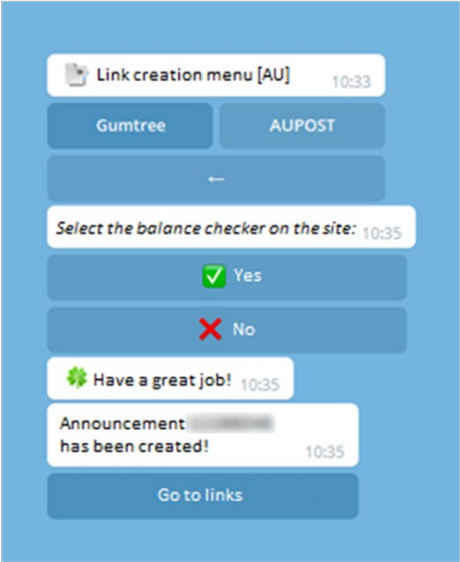 Link creation menu [AU] 10:33
Gumtree AUPOST
←
Select the balance checker on the site: 10:35
Yes
No
Have a great job! 10:35
Announcement
has been created! 10:35
Go to links